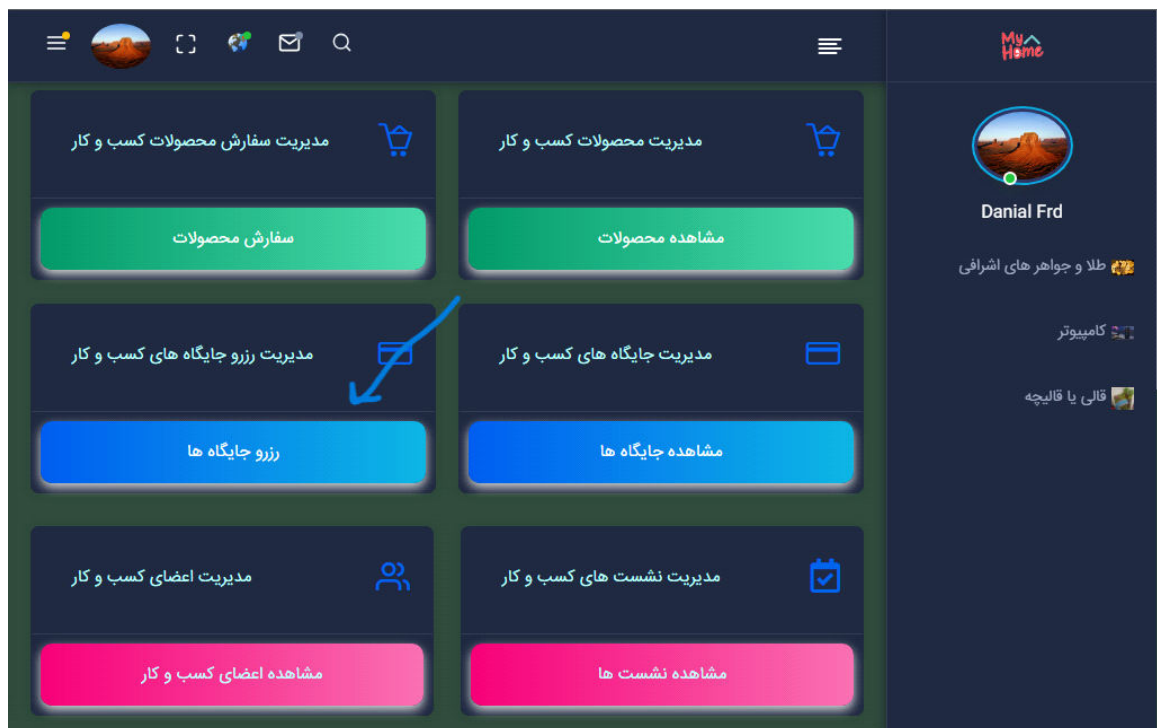 My
Home
Danial Frd
طلا و جواهر های اشرافی
کامپیوتر
قالی یا قالیچه
مدیریت محصولات کسب و کار
مدیریت سفارش محصولات کسب و کار
مشاهده محصولات
سفارش محصولات
مدیریت جایگاه های کسب و کار
مدیریت رزرو جایگاه های کسب و کار
مشاهده جایگاه ها
رزرو جایگاه ها
مدیریت نشست های کسب و کار
مدیریت اعضای کسب و کار
مشاهده نشست ها
مشاهده اعضای کسب و کار